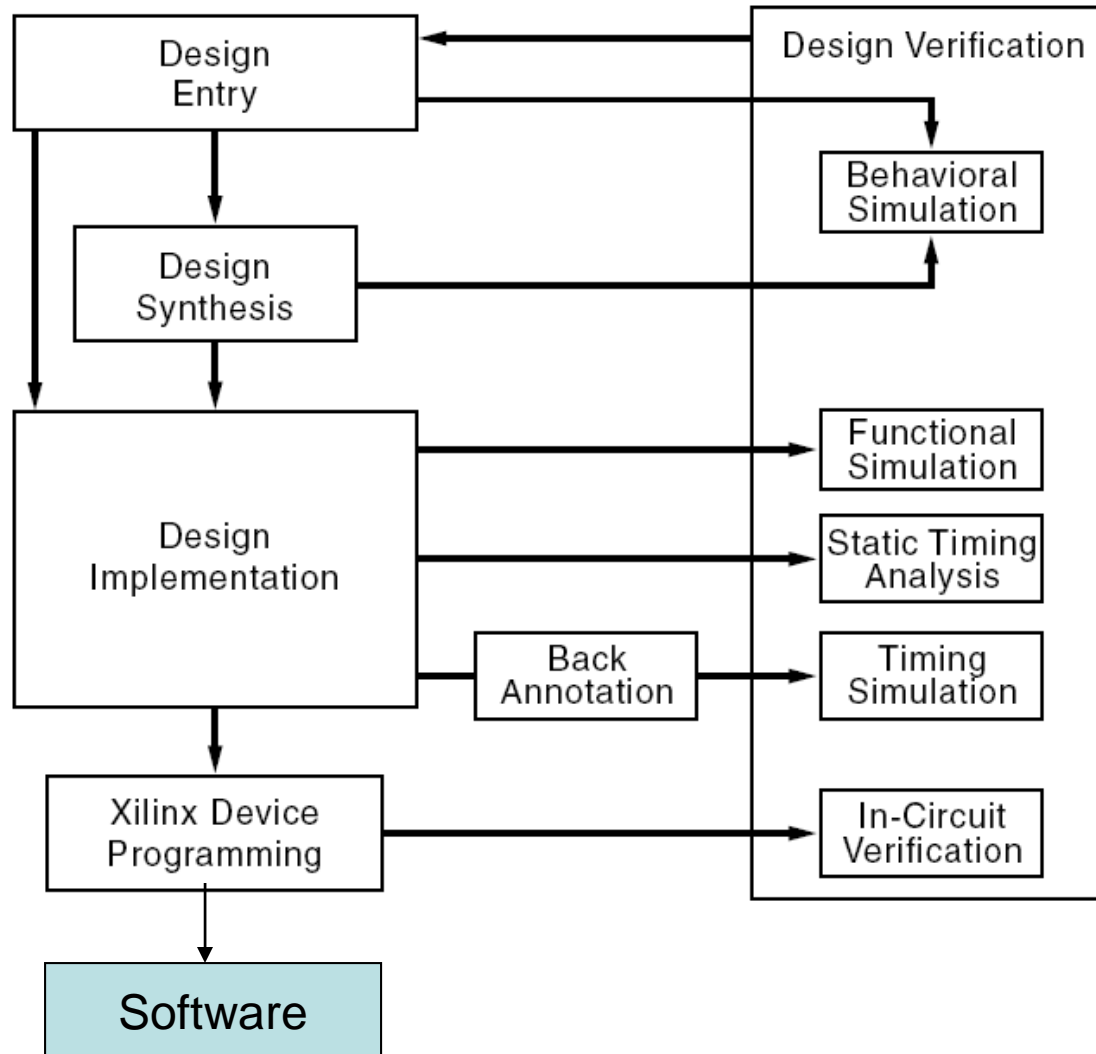 Design
Entry
Design Verification
Behavioral
Simulation
Design
Synthesis
Functional
Simulation
Design
Implementation
Static Timing
Analysis
Back
Annotation
Timing
Simulation
Xilinx Device
Programming
In-Circuit
Verification
Software